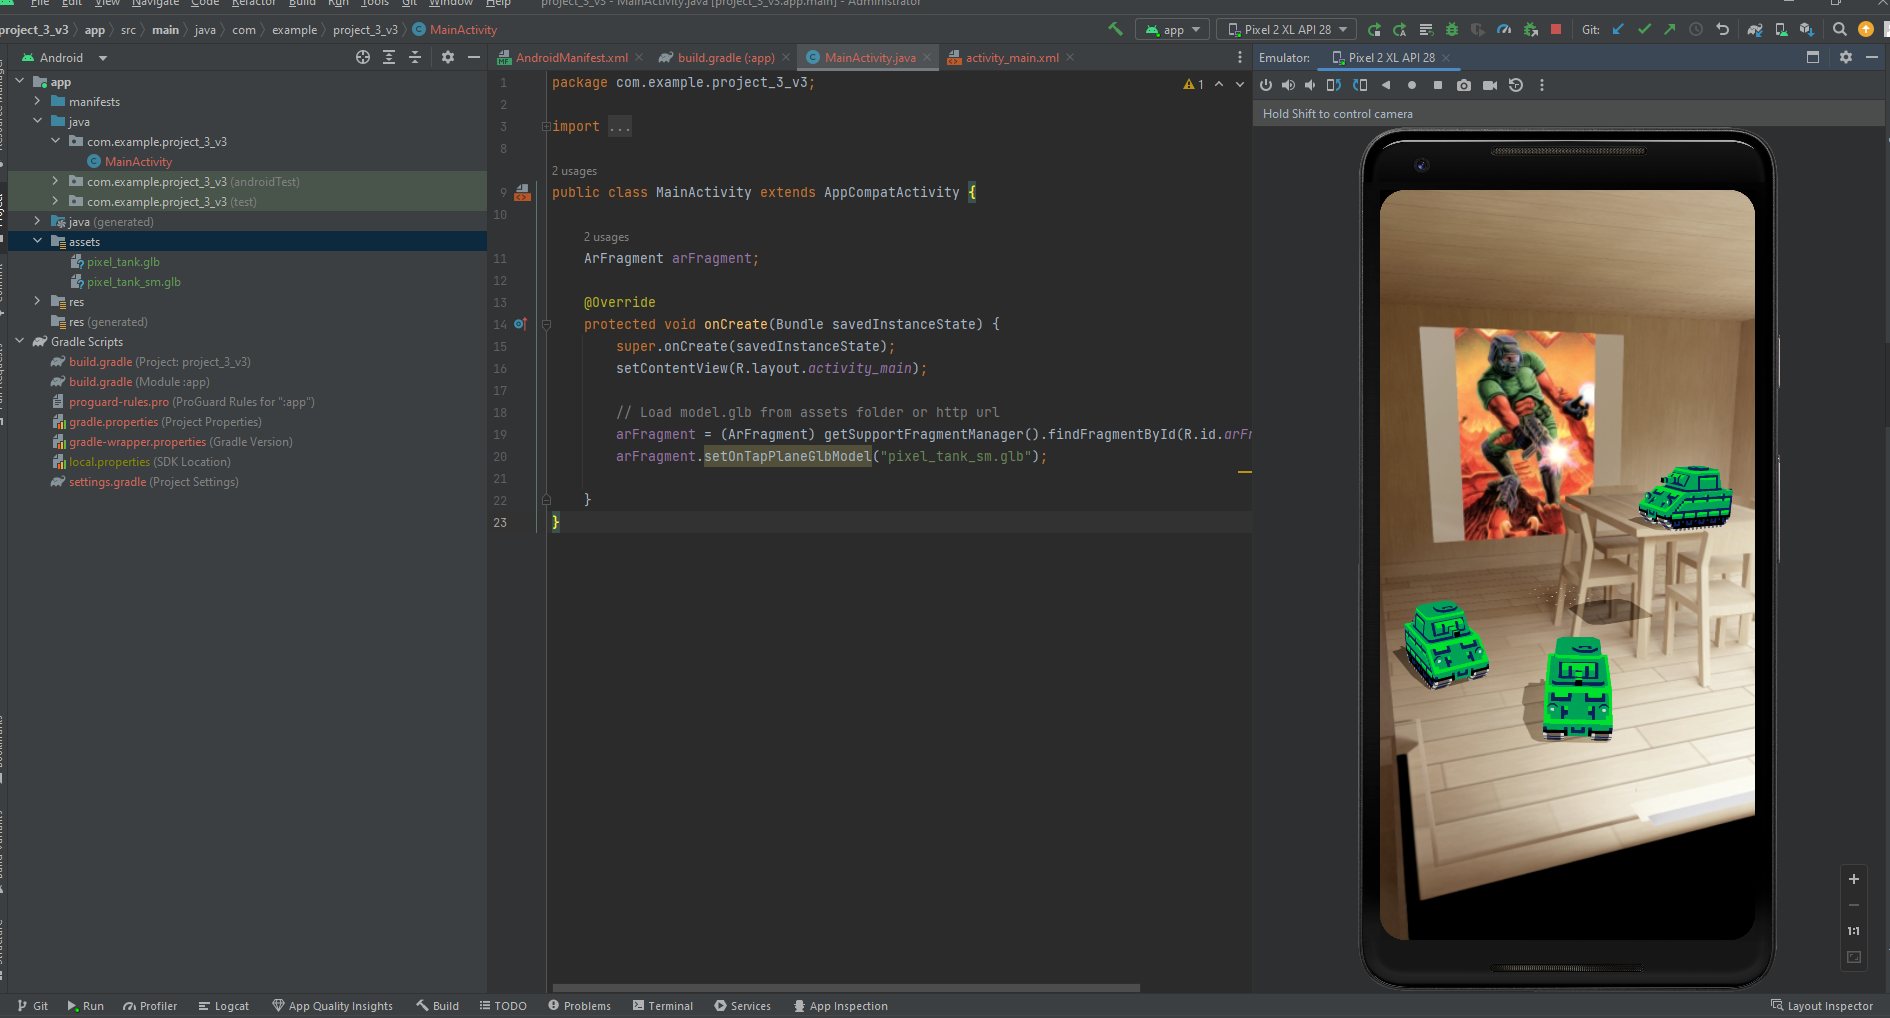 File Edit View Navigate Code Refactor Build Run Tools Git Window Help project_3_v3 - MainActivity.java [project_3_v3.app.main] - Administrator
project_3_v3 app src main java com example project_3_v3 MainActivity
app Pixel 2 XL API 28 Git:
Android
AndroidManifest.xml build.gradle (:app) MainActivity.java activity_main.xml
Emulator: Pixel 2 XL API 28
Hold Shift to control camera
app
manifests
java
com.example.project_3_v3
MainActivity
com.example.project_3_v3 (androidTest)
com.example.project_3_v3 (test)
java (generated)
assets
pixel_tank.glb
pixel_tank_sm.glb
res
res (generated)
Gradle Scripts
build.gradle (Project: project_3_v3)
build.gradle (Module :app)
proguard-rules.pro (ProGuard Rules for ":app")
gradle.properties (Project Properties)
gradle-wrapper.properties (Gradle Version)
local.properties (SDK Location)
settings.gradle (Project Settings)
1 package com.example.project_3_v3; 1
2
3 import ...
8
2 usages
9 public class MainActivity extends AppCompatActivity {
10
2 usages
11 ArFragment arFragment;
12
13 @Override
14 protected void onCreate(Bundle savedInstanceState) {
15 super.onCreate(savedInstanceState);
16 setContentView(R.layout.activity_main);
17
18 // Load model.glb from assets folder or http url
19 arFragment = (ArFragment) getSupportFragmentManager().findFragmentById(R.id.arFr
20 arFragment.setOnTapPlaneGlbModel("pixel_tank_sm.glb");
21
22 }
23 }
1:1
Git Run Profiler Logcat App Quality Insights Build TODO Problems Terminal Services App Inspection Layout Inspector